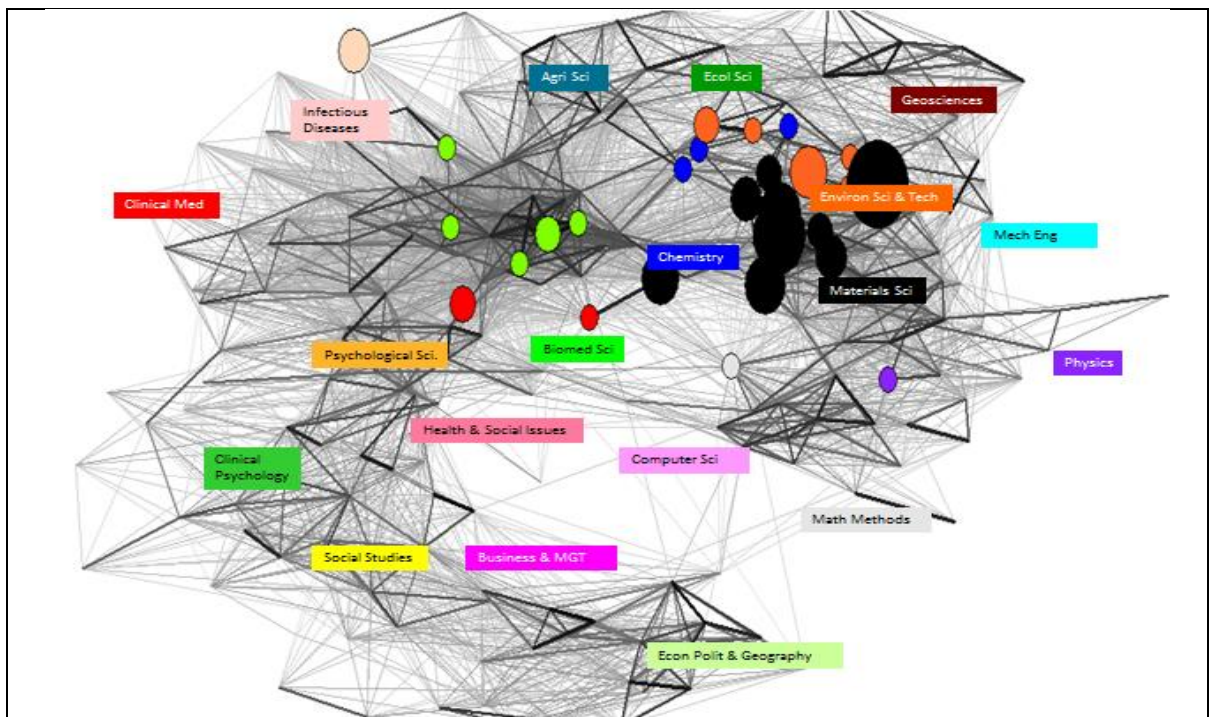 Agri Sci
Ecol Sci
Geosciences
Infectious
Diseases
Clinical Med
Environ Sci & Tech
Mech Eng
Chemistry
Materials Sci
Psychological Sci.
Biomed Sci
Physics
Health & Social Issues
Clinical
Psychology
Computer Sci
Math Methods
Social Studies
Business & MGT
Econ Polit & Geography